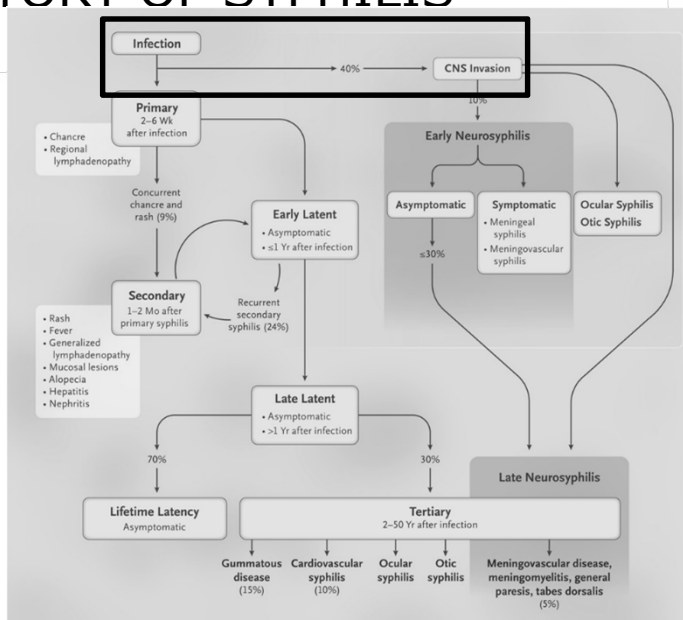 TORY OF SYPHILIS
Infection
40%
CNS Invasion
10%
Primary
2–6 Wk
after infection
• Chancre
• Regional
lymphadenopathy
Early Neurosyphilis
Concurrent
chancre and
rash (9%)
Early Latent
• Asymptomatic
• ≤1 Yr after infection
Asymptomatic
Symptomatic
• Meningeal
syphilis
• Meningovascular
syphilis
Ocular Syphilis
Otic Syphilis
≤30%
Secondary
1–2 Mo after
primary syphilis
Recurrent
secondary
syphilis (24%)
• Rash
• Fever
• Generalized
lymphadenopathy
• Mucosal lesions
• Alopecia
• Hepatitis
• Nephritis
Late Latent
• Asymptomatic
• >1 Yr after infection
70%
30%
Late Neurosyphilis
Lifetime Latency
Asymptomatic
Tertiary
2–50 Yr after infection
Gummatous
disease
(15%)
Cardiovascular
syphilis
(10%)
Ocular
syphilis
Otic
syphilis
Meningovascular disease,
meningomyelitis, general
paresis, tabes dorsalis
(5%)